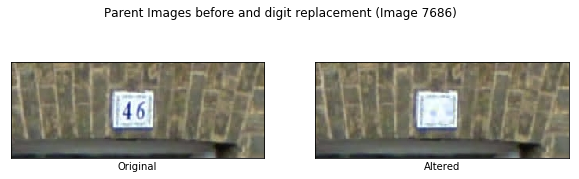 Parent Images before and digit replacement (Image 7686)
46
Original
Altered